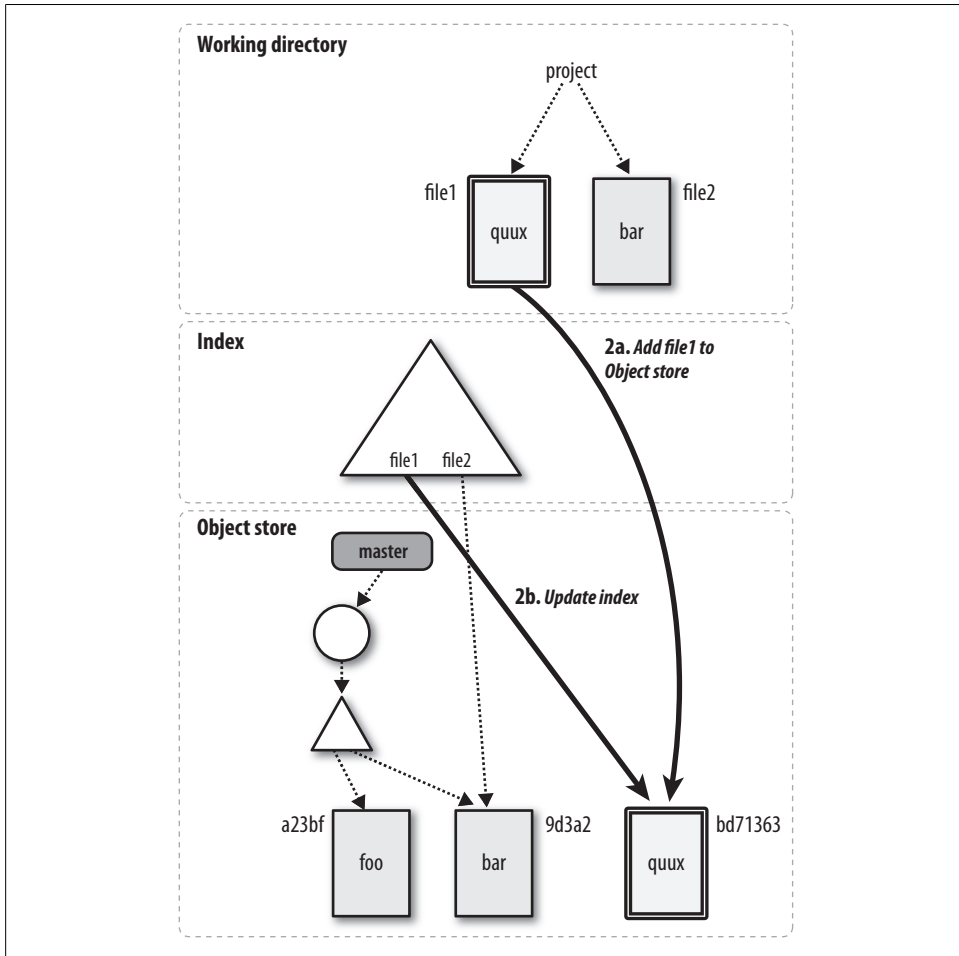 Working directory
project
file1
file2
quux
bar
Index
2a. Add file1 to
Object store
file1 file2
Object store
master
2b. Update index
a23bf
9d3a2
bd71363
foo
bar
quux